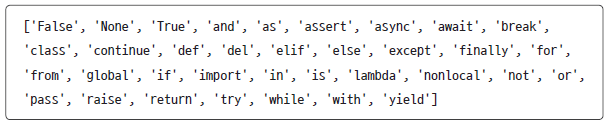 ['False', 'None', 'True', 'and', 'as', 'assert', 'async', 'await', 'break',
'class', 'continue', 'def', 'del', 'elif', 'else', 'except', 'finally', 'for',
'from', 'global', 'if', 'import', 'in', 'is', 'lambda', 'nonlocal', 'not', 'or',
'pass', 'raise', 'return', 'try', 'while', 'with', 'yield']